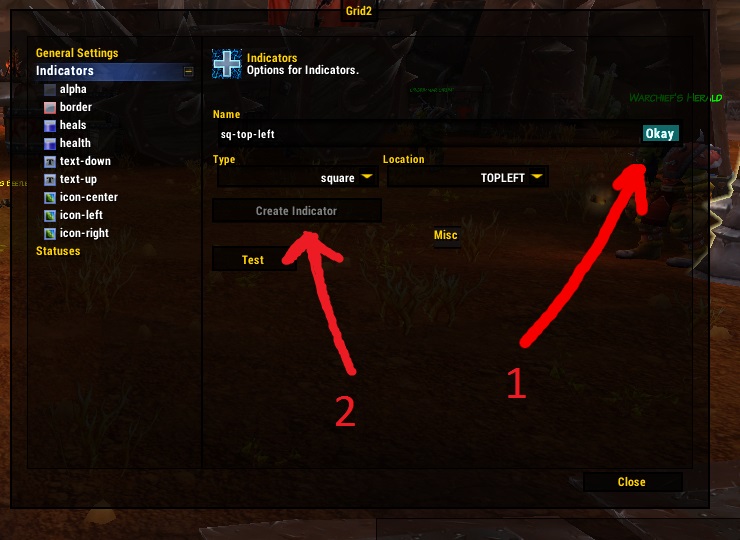 Grid2
General Settings
Indicators
alpha
border
heals
health
text-down
text-up
icon-center
icon-left
icon-right
Statuses
Indicators
Options for Indicators.
Name
sq-top-left
Okay
Type
Location
square
TOPLEFT
Create Indicator
Misc
Test
Close
WARCHIEF'S HERALD
1
2